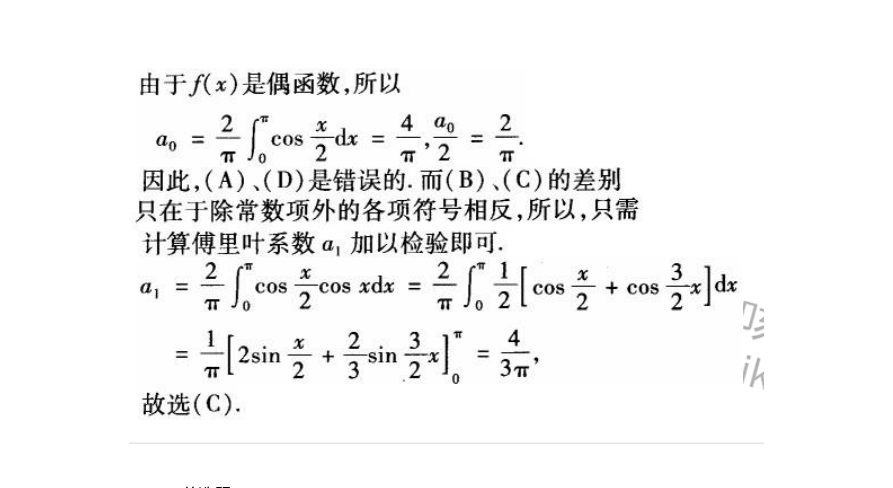 由于f(x)是偶函数,所以
a₀ = 2/π ∫₀^π cos x/2 dx = 4/π, a₀/2 = 2/π.
因此,(A)、(D)是错误的.而(B)、(C)的差别
只在于除常数项外的各项符号相反,所以,只需
计算傅里叶系数 a₁ 加以检验即可.
a₁ = 2/π ∫₀^π cos x/2 cos xdx = 2/π ∫₀^π 1/2 [cos x/2 + cos 3/2 x]dx
= 1/π [2sin x/2 + 2/3 sin 3/2 x]₀^π = 4/3π,
故选(C).